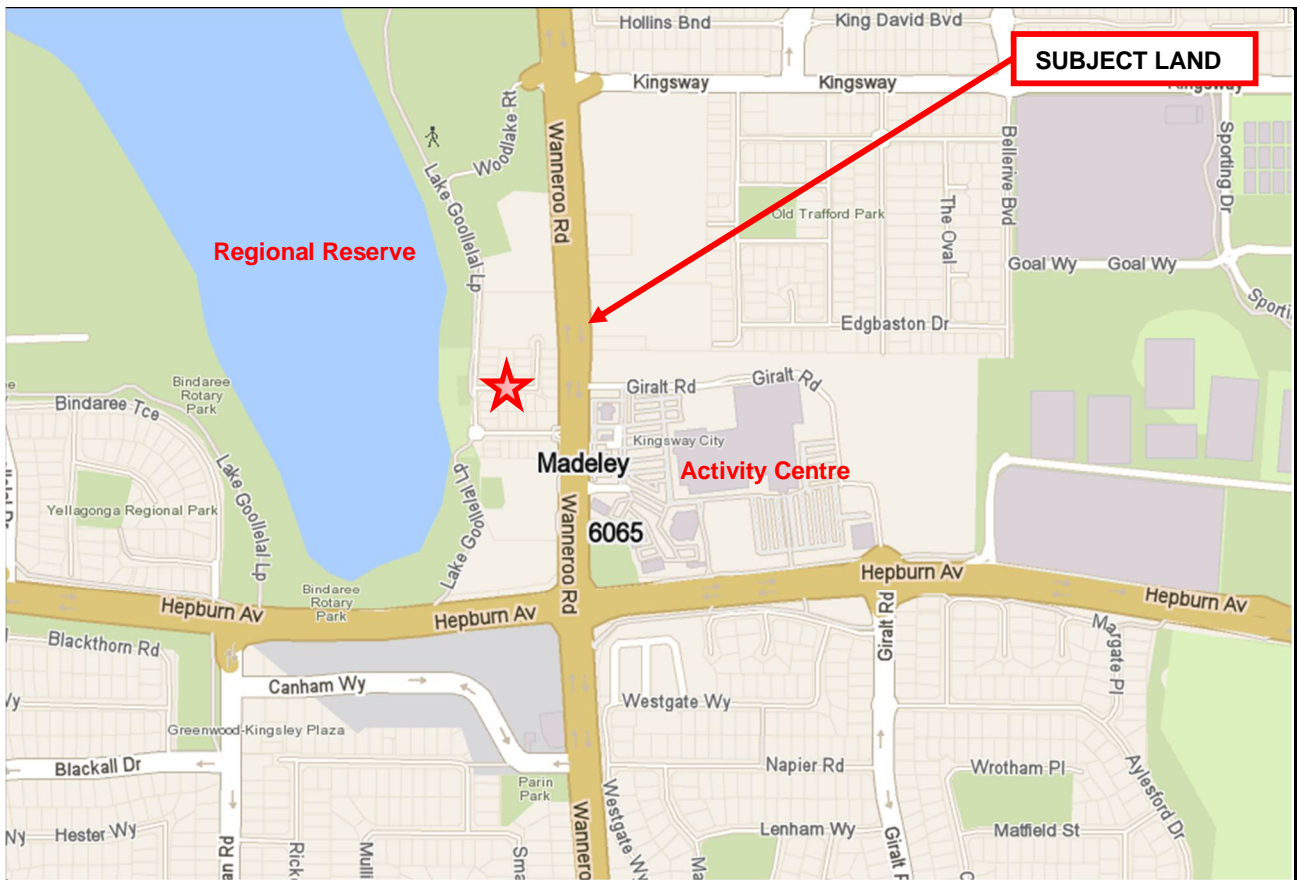 Hollins Bnd
King David Bvd
SUBJECT LAND
Kingsway
Kingsway
Kingsway
Woodlake Rt
Wanneroo Rd
Lake Goollelal Lp
Bellerive Bvd
Sporting Dr
Old Trafford Park
The Oval
Regional Reserve
Goal Wy
Goal Wy
Edgbaston Dr
Giralt Rd
Giralt Rd
Bindaree
Rotary
Park
Bindaree Tce
Kingsway City
Madeley
Activity Centre
Lake Goollelal Lp
Lake Goollelal Lp
Yellagonga Regional Park
6065
Wanneroo Rd
Hepburn Av
Hepburn Av
Bindaree
Rotary
Park
Hepburn Av
Hepburn Av
Blackthorn Rd
Giralt Rd
Margate Pl
Canham Wy
Westgate Wy
Greenwood-Kingsley Plaza
Blackall Dr
Napier Rd
Wrotham Pl
Aylesford Dr
Parin
Park
Westgate Wy
Hester Wy
Lenham Wy
Matfield St